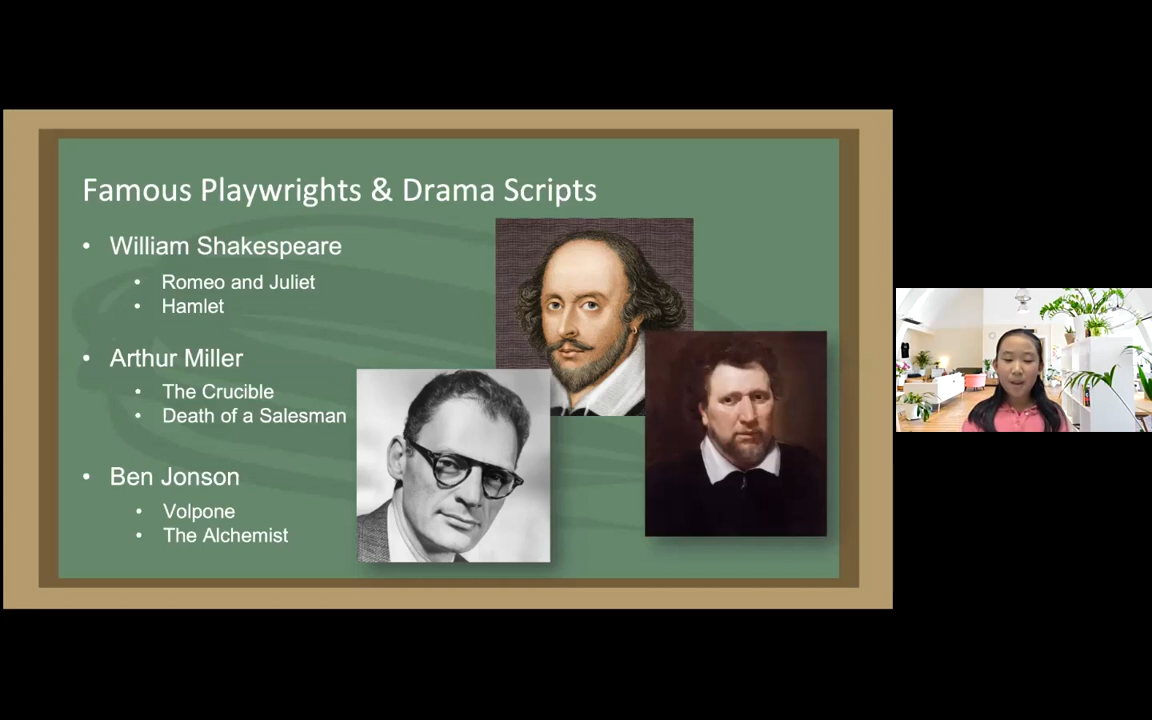 Famous Playwrights & Drama Scripts
• William Shakespeare
• Romeo and Juliet
• Hamlet
• Arthur Miller
• The Crucible
• Death of a Salesman
• Ben Jonson
• Volpone
• The Alchemist